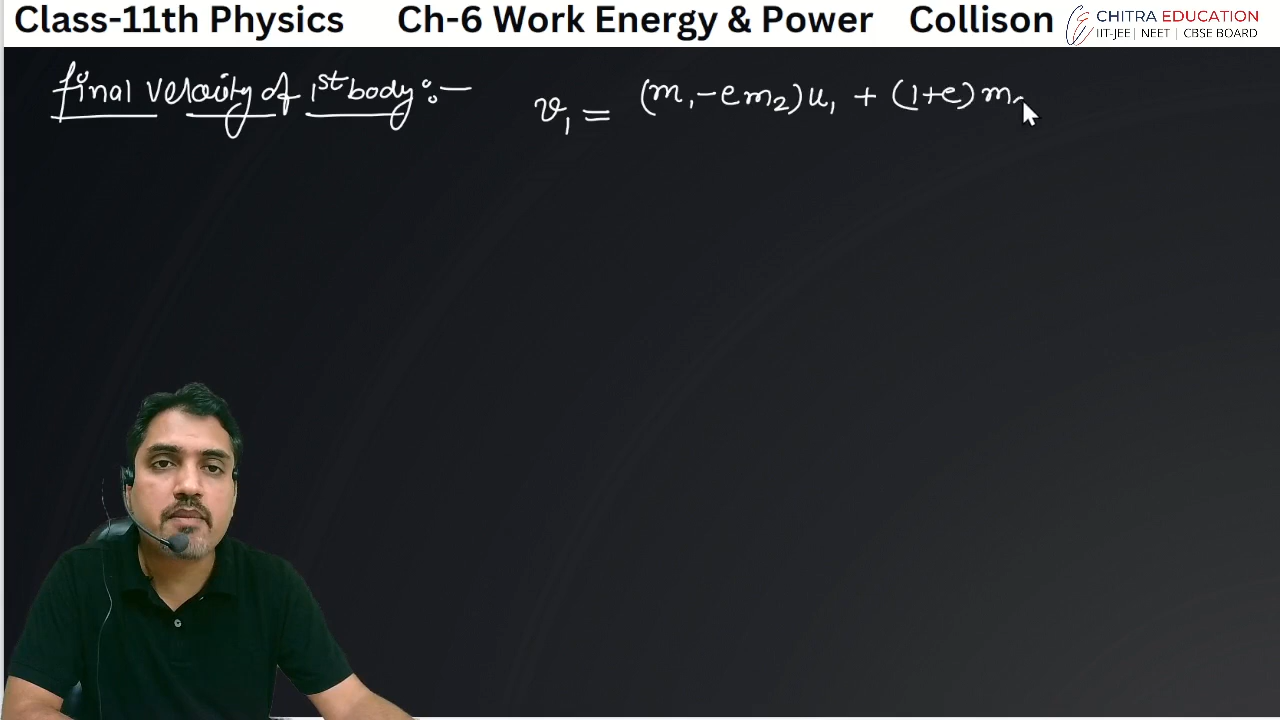 Class-11th Physics Ch-6 Work Energy & Power Collison CHITRA EDUCATION
IIT-JEE | NEET | CBSE BOARD
final velocity of 1st body:- v₁ = (m₁-em₂)u₁ + (1+e)m